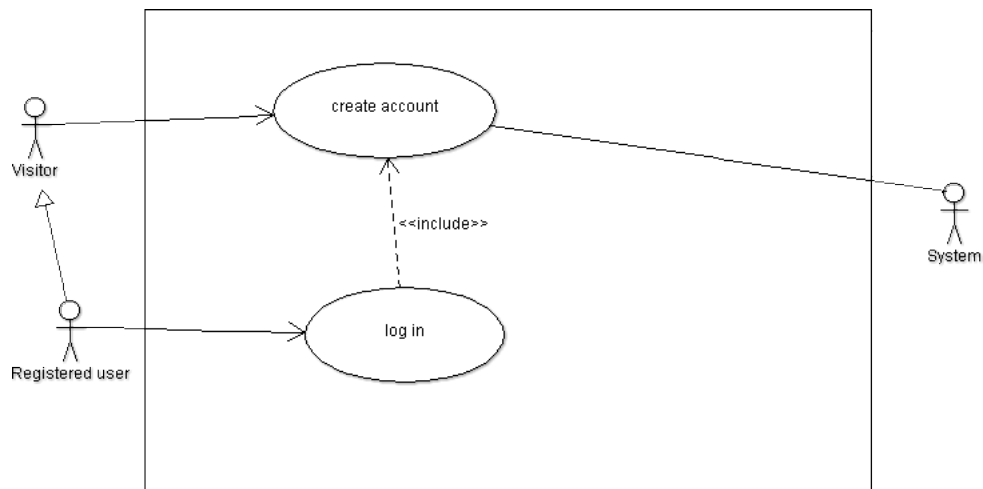 create account
Visitor
<<include>>
System
log in
Registered user